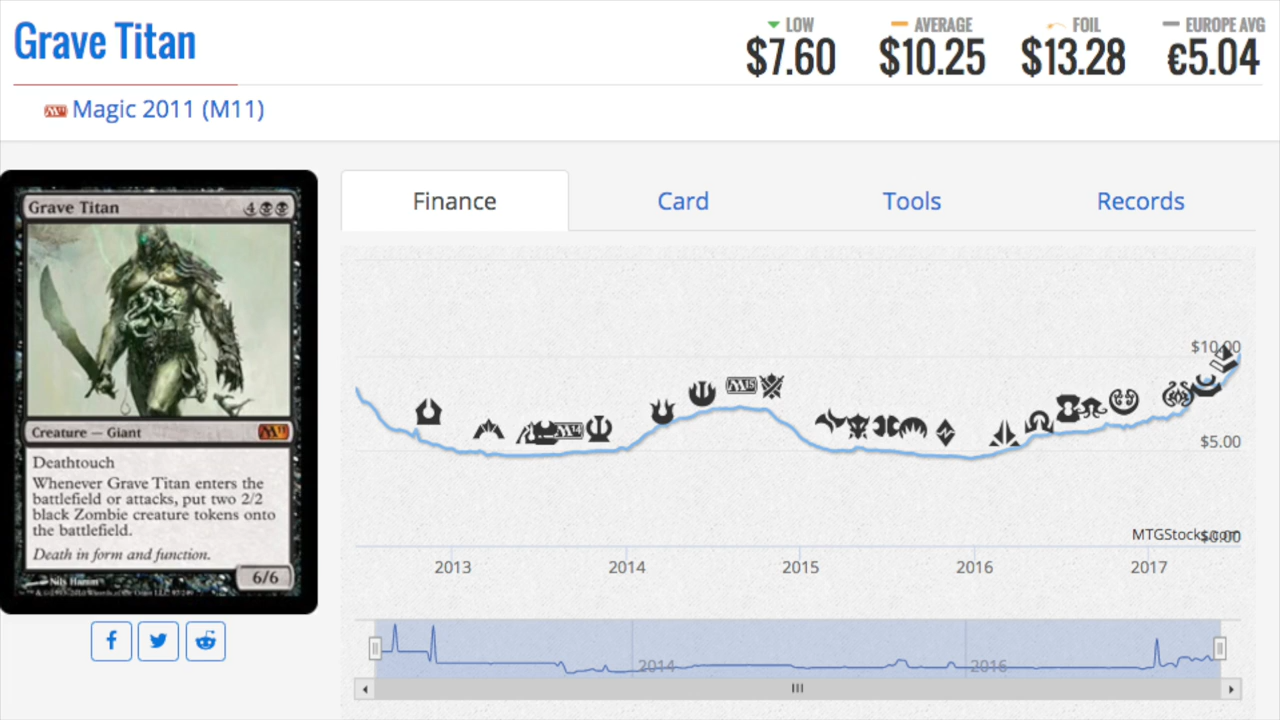 Grave Titan
LOW
$7.60
AVERAGE
$10.25
FOIL
$13.28
EUROPE AVG
€5.04
Magic 2011 (M11)
Grave Titan 4
Creature — Giant
Deathtouch
Whenever Grave Titan enters the
battlefield or attacks, put two 2/2
black Zombie creature tokens onto
the battlefield.
Death in form and function.
6/6
Finance
Card
Tools
Records
M15
M14
$10.00
$5.00
MTGStocks.com
$0.00
2013
2014
2015
2016
2017
2014
2016